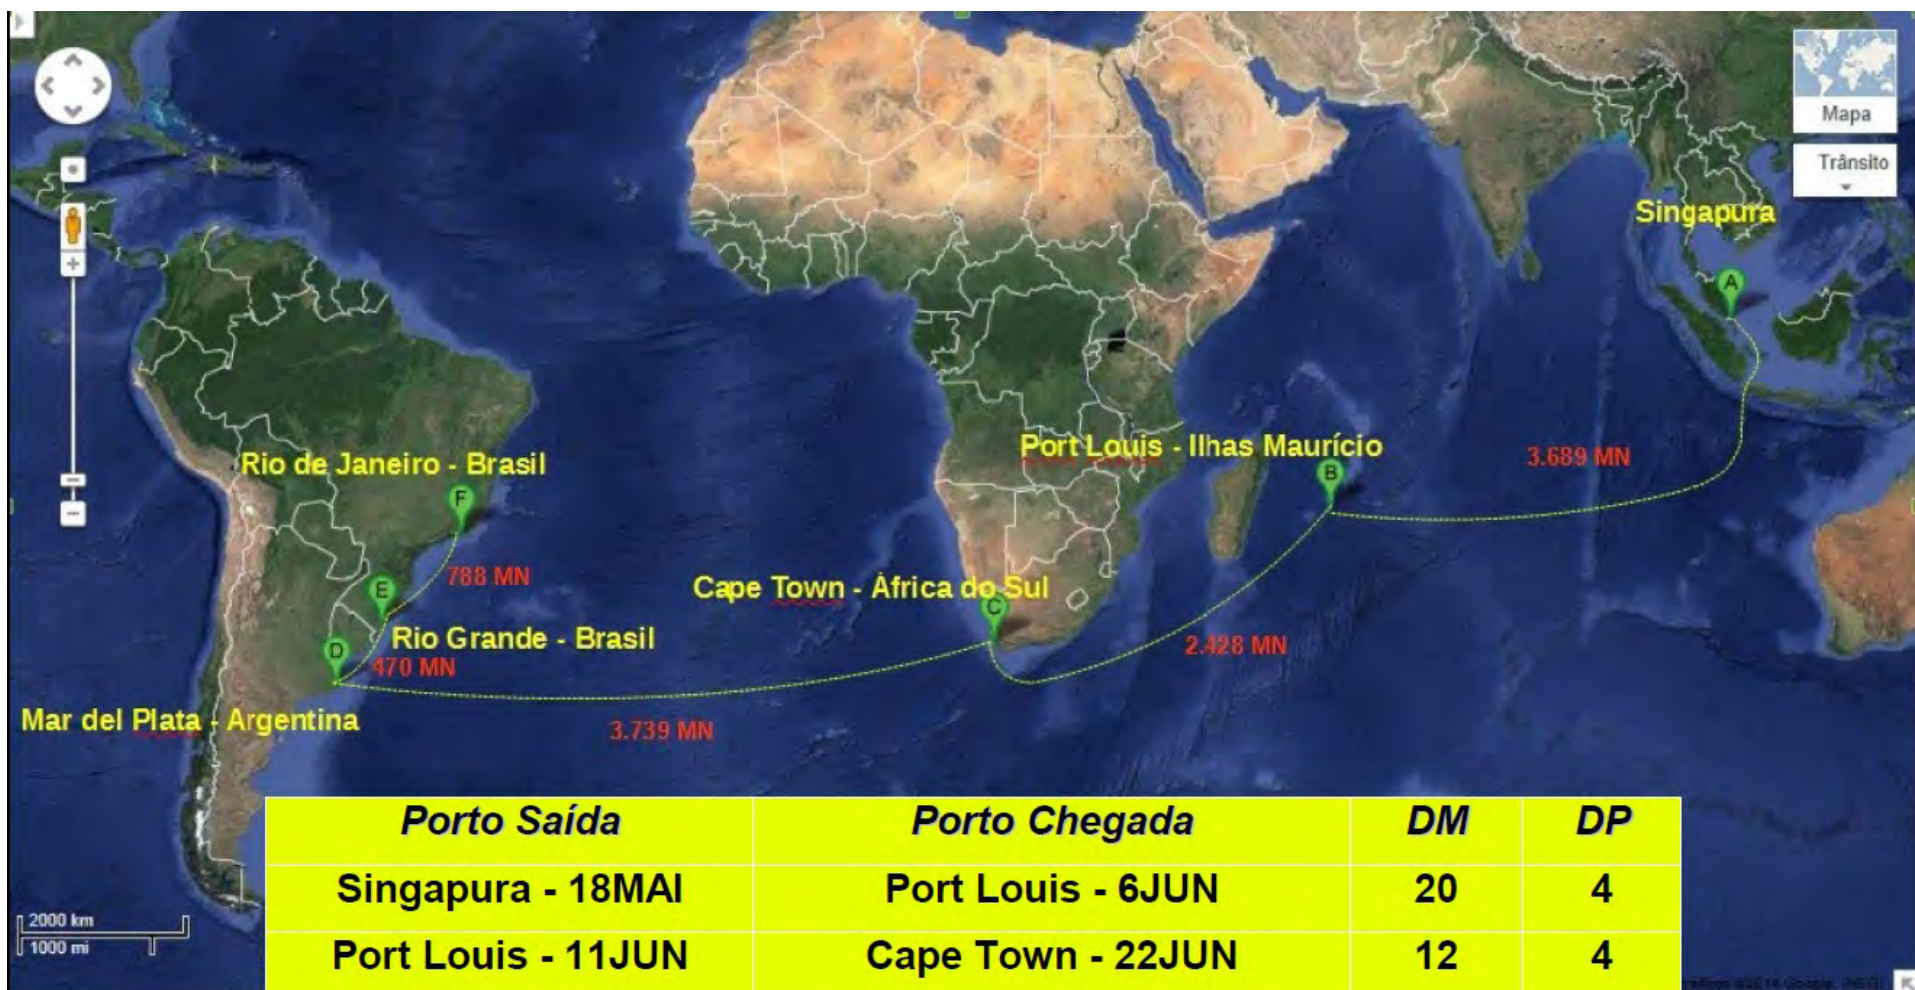 Mapa
Trânsito
Singapura
A
Port Louis - Ilhas Maurício
B
3.689 MN
Rio de Janeiro - Brasil
F
788 MN
E
Cape Town - África do Sul
C
Rio Grande - Brasil
D
470 MN
2.428 MN
Mar del Plata - Argentina
3.739 MN
Porto Saída Porto Chegada DM DP
Singapura - 18MAI Port Louis - 6JUN 20 4
Port Louis - 11JUN Cape Town - 22JUN 12 4
2000 km
1000 mi